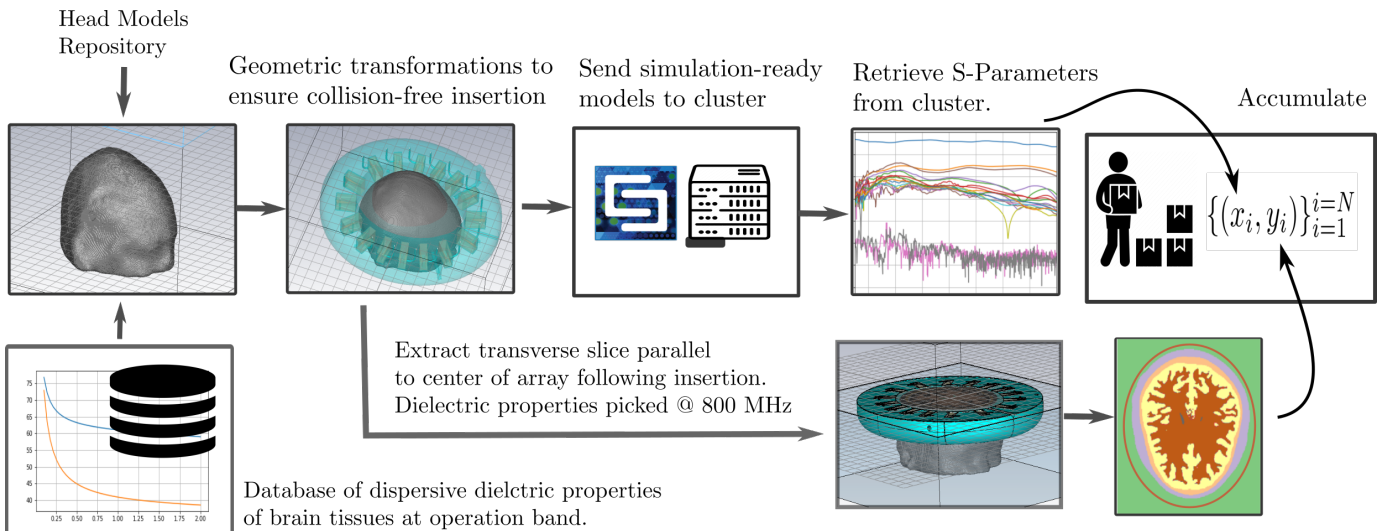 Head Models
Repository
Geometric transformations to
ensure collision-free insertion
Send simulation-ready
models to cluster
Retrieve S-Parameters
from cluster.
Accumulate
{(x_i, y_i)}_{i=1}^{i=N}
Extract transverse slice parallel
to center of array following insertion.
Dielectric properties picked @ 800 MHz
75
70
65
60
55
50
45
40
0.25 0.50 0.75 1.00 1.25 1.50 1.75 2.00
Database of dispersive dielctric properties
of brain tissues at operation band.